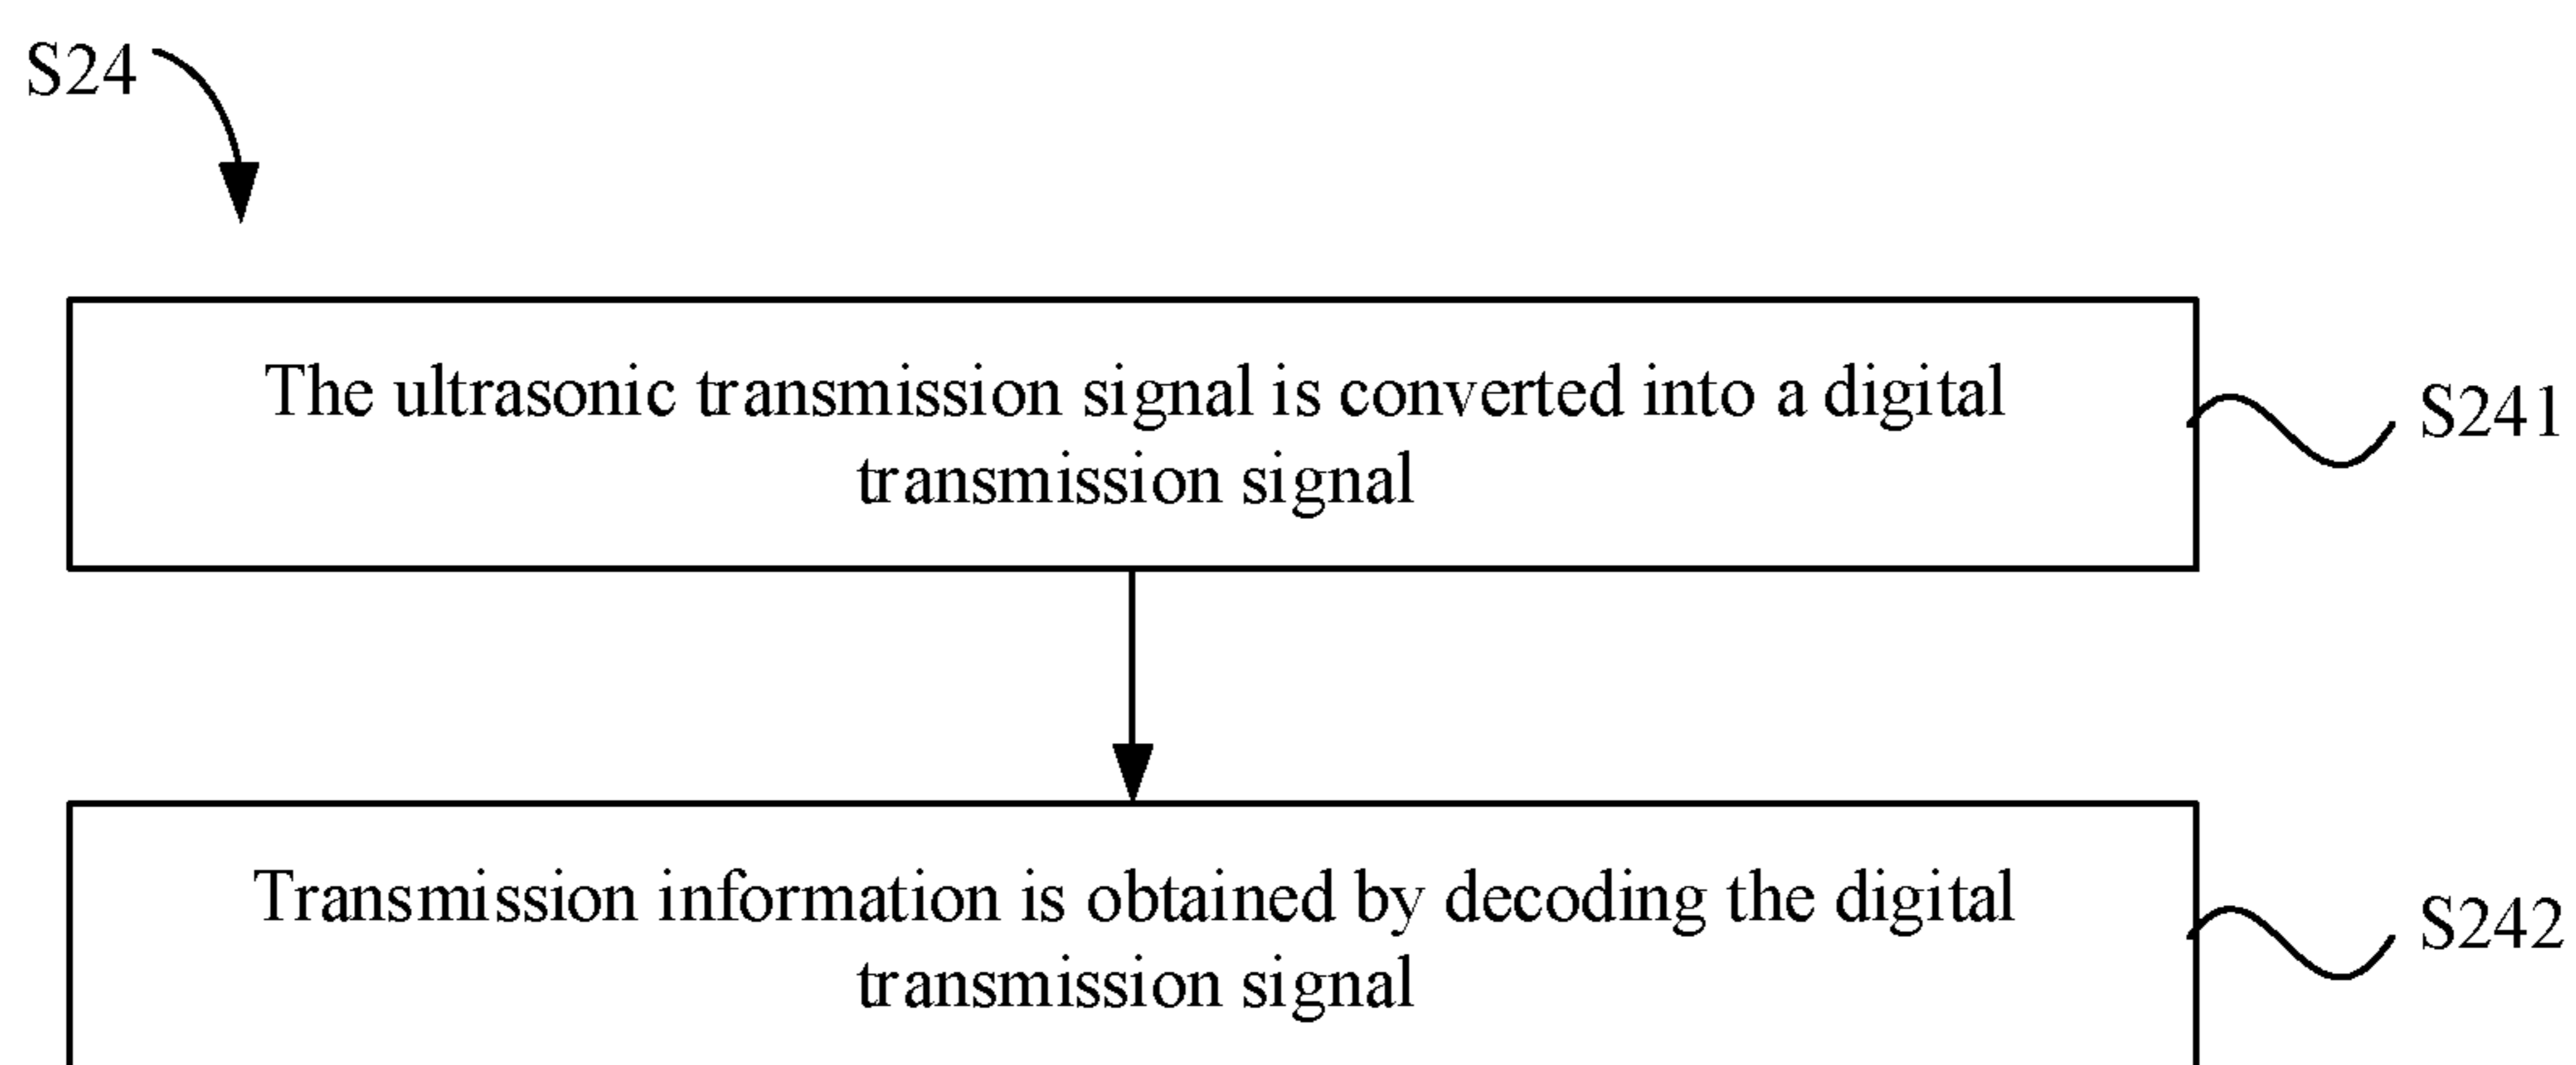 S24
The ultrasonic transmission signal is converted into a digital
transmission signal
S241
Transmission information is obtained by decoding the digital
transmission signal
S242